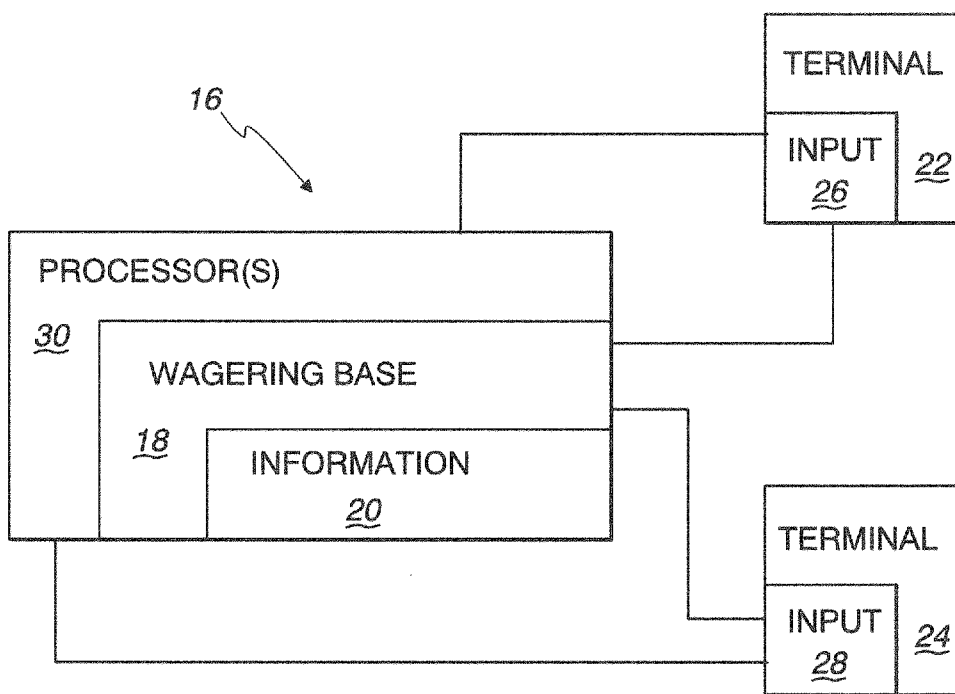 16
TERMINAL
INPUT
26
22
PROCESSOR(S)
30
WAGERING BASE
18
INFORMATION
20
TERMINAL
INPUT
28
24